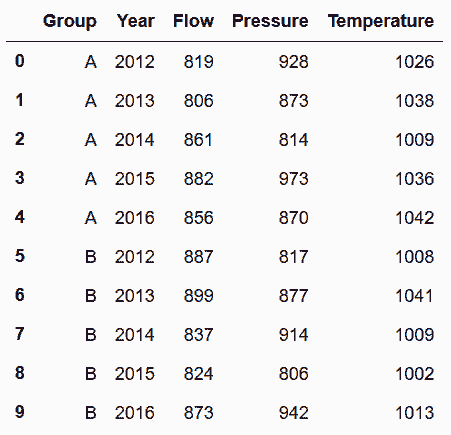 Group Year Flow Pressure Temperature
0 A 2012 819 928 1026
1 A 2013 806 873 1038
2 A 2014 861 814 1009
3 A 2015 882 973 1036
4 A 2016 856 870 1042
5 B 2012 887 817 1008
6 B 2013 899 877 1041
7 B 2014 837 914 1009
8 B 2015 824 806 1002
9 B 2016 873 942 1013